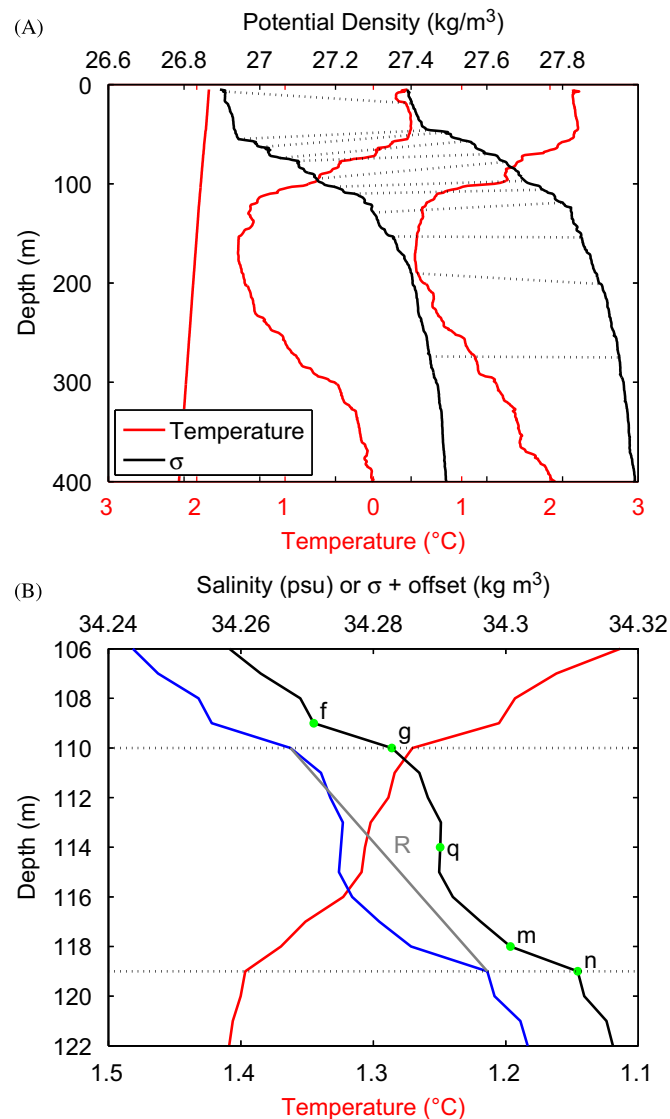 (A)
Potential Density (kg/m³)
26.6 26.8 27 27.2 27.4 27.6 27.8
0
100
200
300
400
Depth (m)
Temperature
σ
3 2 1 0 1 2 3
Temperature (°C)
(B)
Salinity (psu) or σ + offset (kg m³)
34.24 34.26 34.28 34.3 34.32
106
108
110
112
114
116
118
120
122
Depth (m)
f
g
R
q
m
n
1.5 1.4 1.3 1.2 1.1
Temperature (°C)